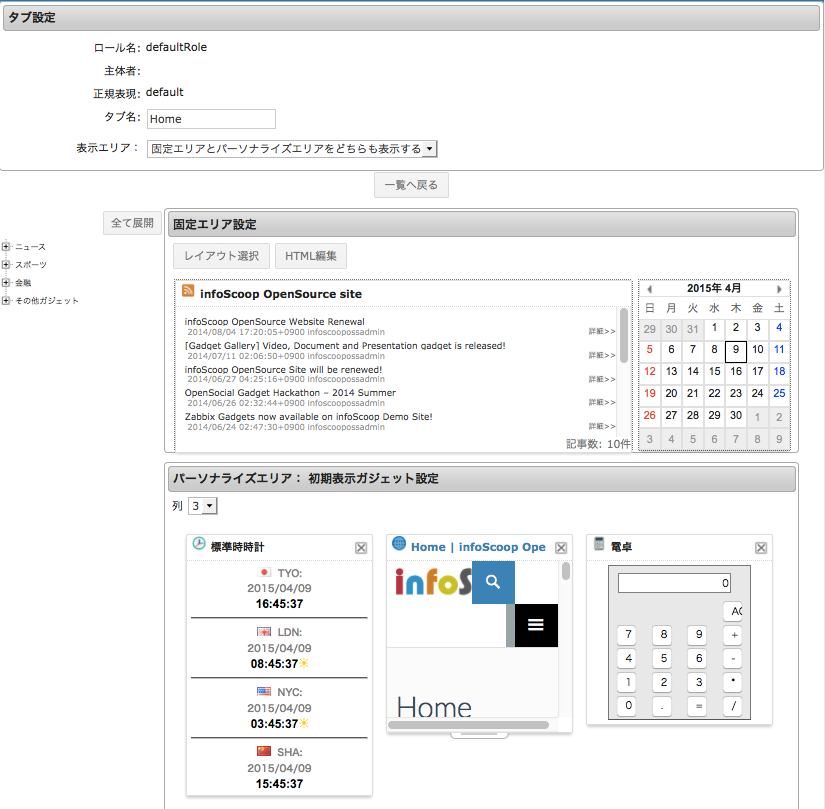 タブ設定
ロール名: defaultRole
主体者:
正規表現: default
タブ名: Home
表示エリア： 固定エリアとパーソナライズエリアをどちらも表示する
一覧へ戻る
全て展開
ニュース
スポーツ
金融
その他ガジェット
固定エリア設定
レイアウト選択 HTML編集
infoScoop OpenSource site
infoScoop OpenSource Website Renewal
2014/08/04 17:20:05+0900 infoscoopossadmin 詳細>>
[Gadget Gallery] Video, Document and Presentation gadget is released!
2014/07/11 02:06:50+0900 infoscoopossadmin 詳細>>
infoScoop OpenSource Site will be renewed!
2014/06/27 04:25:16+0900 infoscoopossadmin 詳細>>
OpenSocial Gadget Hackathon – 2014 Summer
2014/06/26 02:32:44+0900 infoscoopossadmin 詳細>>
Zabbix Gadgets now available on infoScoop Demo Site!
2014/06/24 02:47:30+0900 infoscoopossadmin 詳細>>
記事数: 10件
2015年 4月
日 月 火 水 木 金 土
29 30 31 1 2 3 4
5 6 7 8 9 10 11
12 13 14 15 16 17 18
19 20 21 22 23 24 25
26 27 28 29 30 1 2
3 4 5 6 7 8 9
パーソナライズエリア： 初期表示ガジェット設定
列 3
標準時時計
TYO:
2015/04/09
16:45:37
LDN:
2015/04/09
08:45:37
NYC:
2015/04/09
03:45:37
SHA:
2015/04/09
15:45:37
Home | infoScoop Ope
infoS
Home
電卓
0
AC
7 8 9 +
4 5 6 -
1 2 3 *
0 . = /